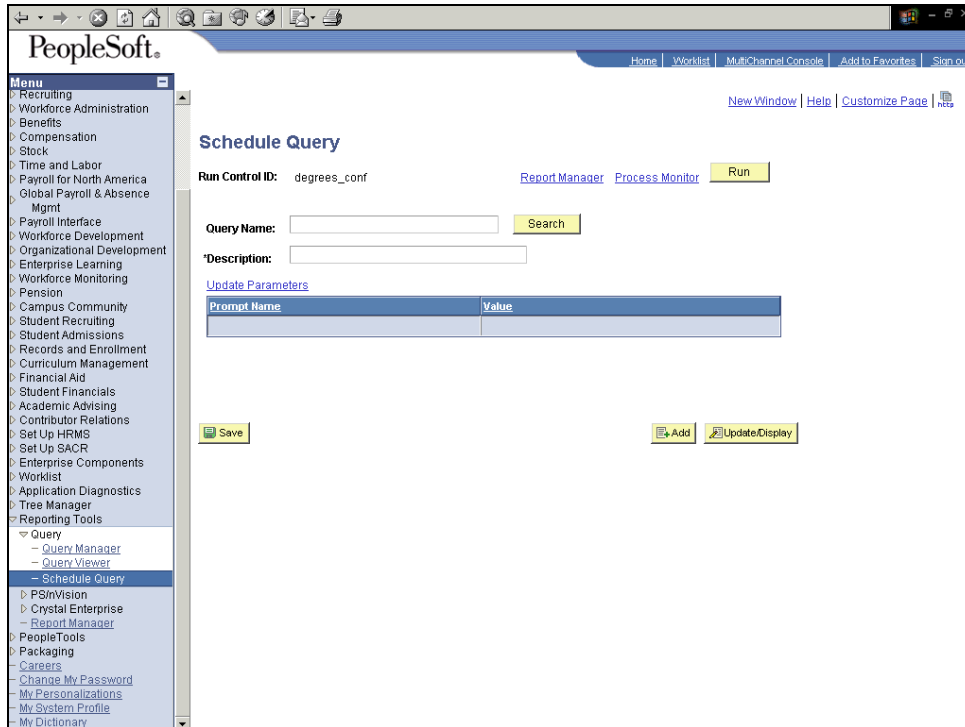 PeopleSoft.
Home | Worklist | MultiChannel Console | Add to Favorites | Sign ou
Menu
Recruiting
Workforce Administration
Benefits
Compensation
Stock
Time and Labor
Payroll for North America
Global Payroll & Absence
Mgmt
Payroll Interface
Workforce Development
Organizational Development
Enterprise Learning
Workforce Monitoring
Pension
Campus Community
Student Recruiting
Student Admissions
Records and Enrollment
Curriculum Management
Financial Aid
Student Financials
Academic Advising
Contributor Relations
Set Up HRMS
Set Up SACR
Enterprise Components
Worklist
Application Diagnostics
Tree Manager
Reporting Tools
Query
Query Manager
Query Viewer
Schedule Query
PS/nVision
Crystal Enterprise
Report Manager
PeopleTools
Packaging
Careers
Change My Password
My Personalizations
My System Profile
My Dictionary
New Window | Help | Customize Page | http
Schedule Query
Run Control ID: degrees_conf Report Manager Process Monitor Run
Query Name: Search
*Description:
Update Parameters
Prompt Name Value
Save Add Update/Display